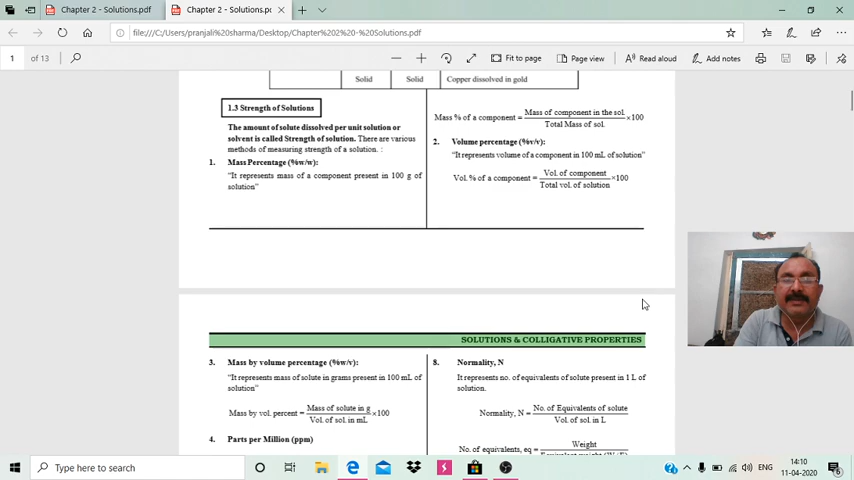 Chapter 2 - Solutions.pdf
Chapter 2 - Solutions.pdf
file:///C:/Users/pranjali%20sharma/Desktop/Chapter%202%20-%20Solutions.pdf
1 of 13
Fit to page
Page view
Read aloud
Add notes
Solid Solid Copper dissolved in gold
1.3 Strength of Solutions
The amount of solute dissolved per unit solution or
solvent is called Strength of solution. There are various
methods of measuring strength of a solution. :
1. Mass Percentage (%w/w):
"It represents mass of a component present in 100 g of
solution"
Mass % of a component = Mass of component in the sol. / Total Mass of sol. ×100
2. Volume percentage (%v/v):
"It represents volume of a component in 100 mL of solution"
Vol. % of a component = Vol. of component / Total vol. of solution ×100
SOLUTIONS & COLLIGATIVE PROPERTIES
3. Mass by volume percentage (%w/v):
"It represents mass of solute in grams present in 100 mL of
solution"
Mass by vol. percent = Mass of solute in g / Vol. of sol. in mL ×100
4. Parts per Million (ppm)
8. Normality, N
It represents no. of equivalents of solute present in 1 L of
solution.
Normality, N = No. of Equivalents of solute / Vol. of sol. in L
No. of equivalents, eq = Weight / Equivalent weight (W/E)
Type here to search
ENG
14:10
11-04-2020